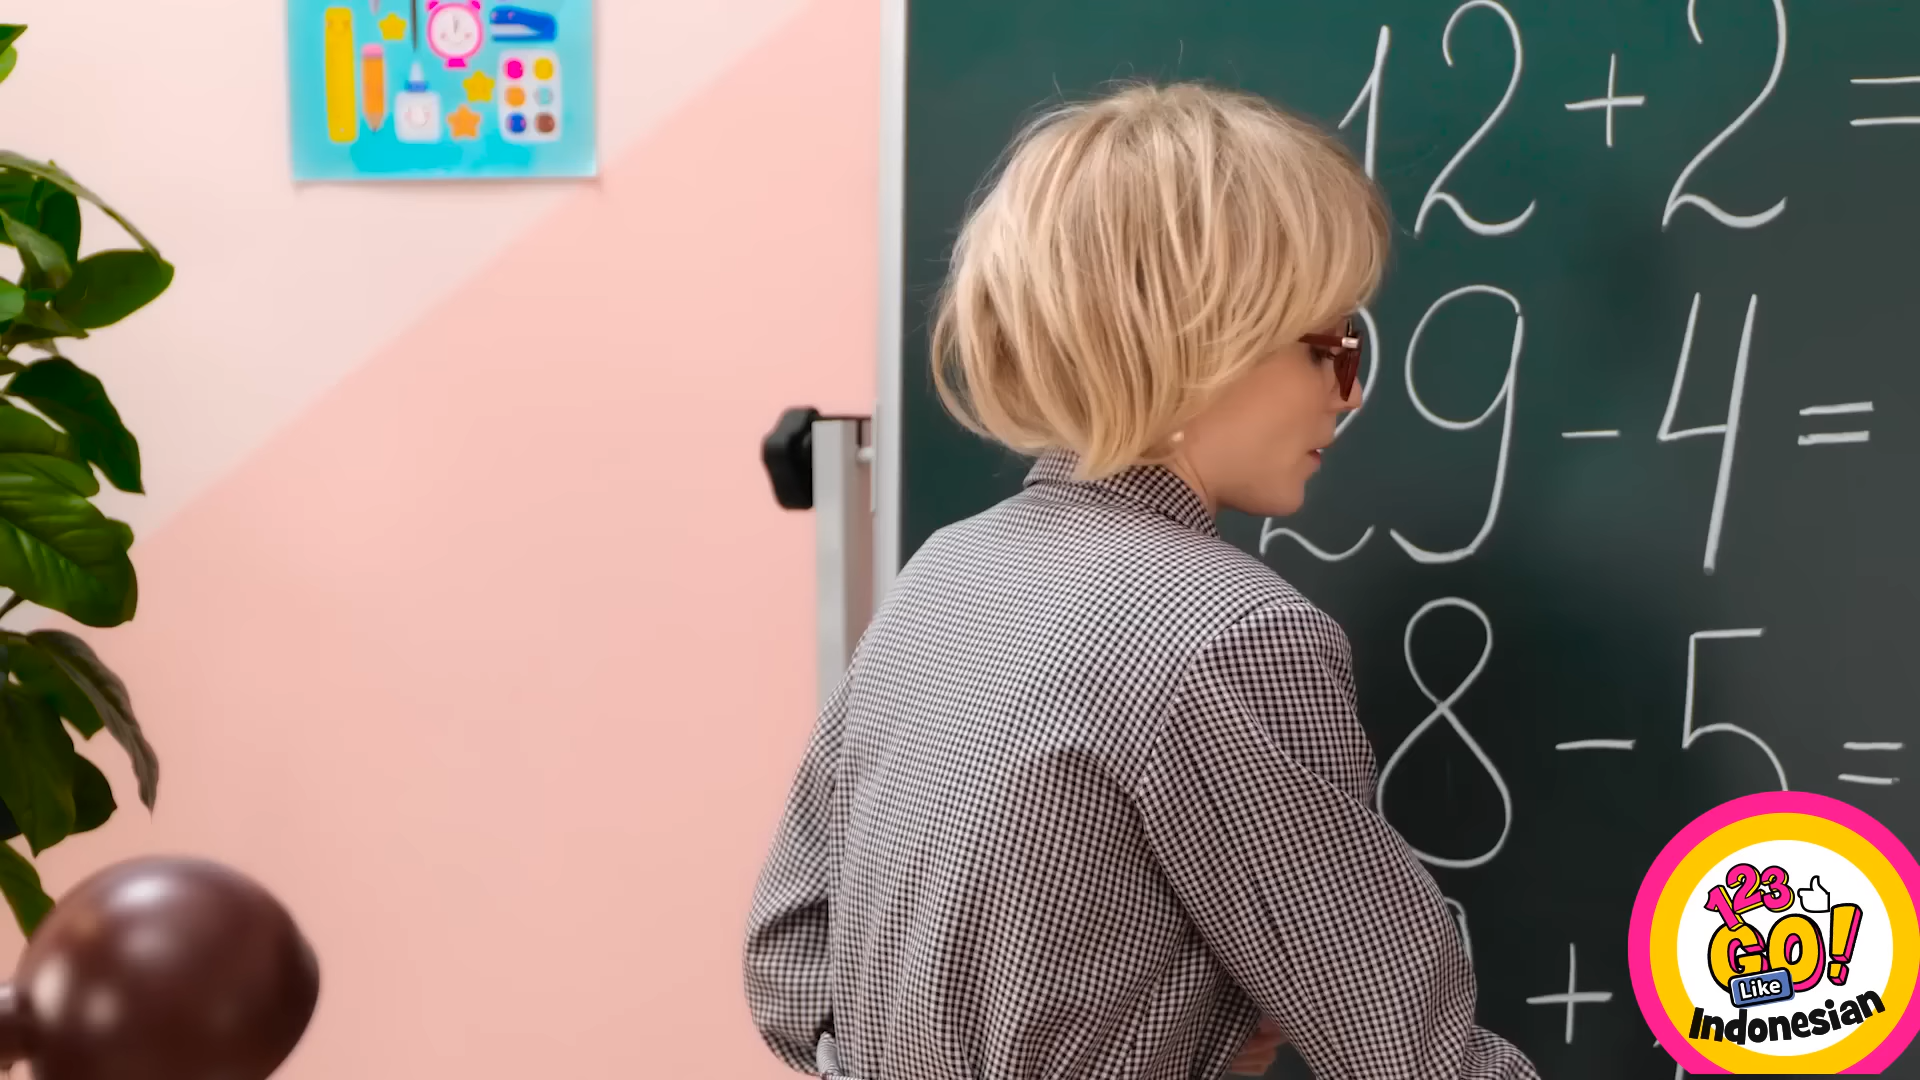 12 + 2 =
29 - 4 =
8 - 5 =
+
123
GO!
Like
Indonesian